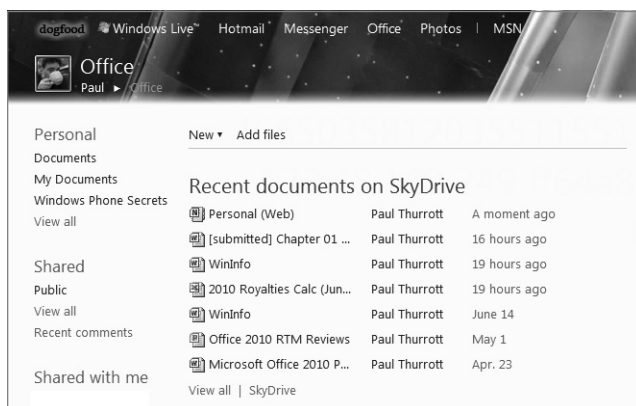 dogfood Windows Live™ Hotmail Messenger Office Photos | MSN
Office
Paul ► Office
Personal
Documents
My Documents
Windows Phone Secrets
View all
Shared
Public
View all
Recent comments
Shared with me
New ▾ Add files
Recent documents on SkyDrive
Personal (Web) Paul Thurrott A moment ago
[submitted] Chapter 01 ... Paul Thurrott 16 hours ago
WinInfo Paul Thurrott 19 hours ago
2010 Royalties Calc (Jun... Paul Thurrott 19 hours ago
WinInfo Paul Thurrott June 14
Office 2010 RTM Reviews Paul Thurrott May 1
Microsoft Office 2010 P... Paul Thurrott Apr. 23
View all | SkyDrive